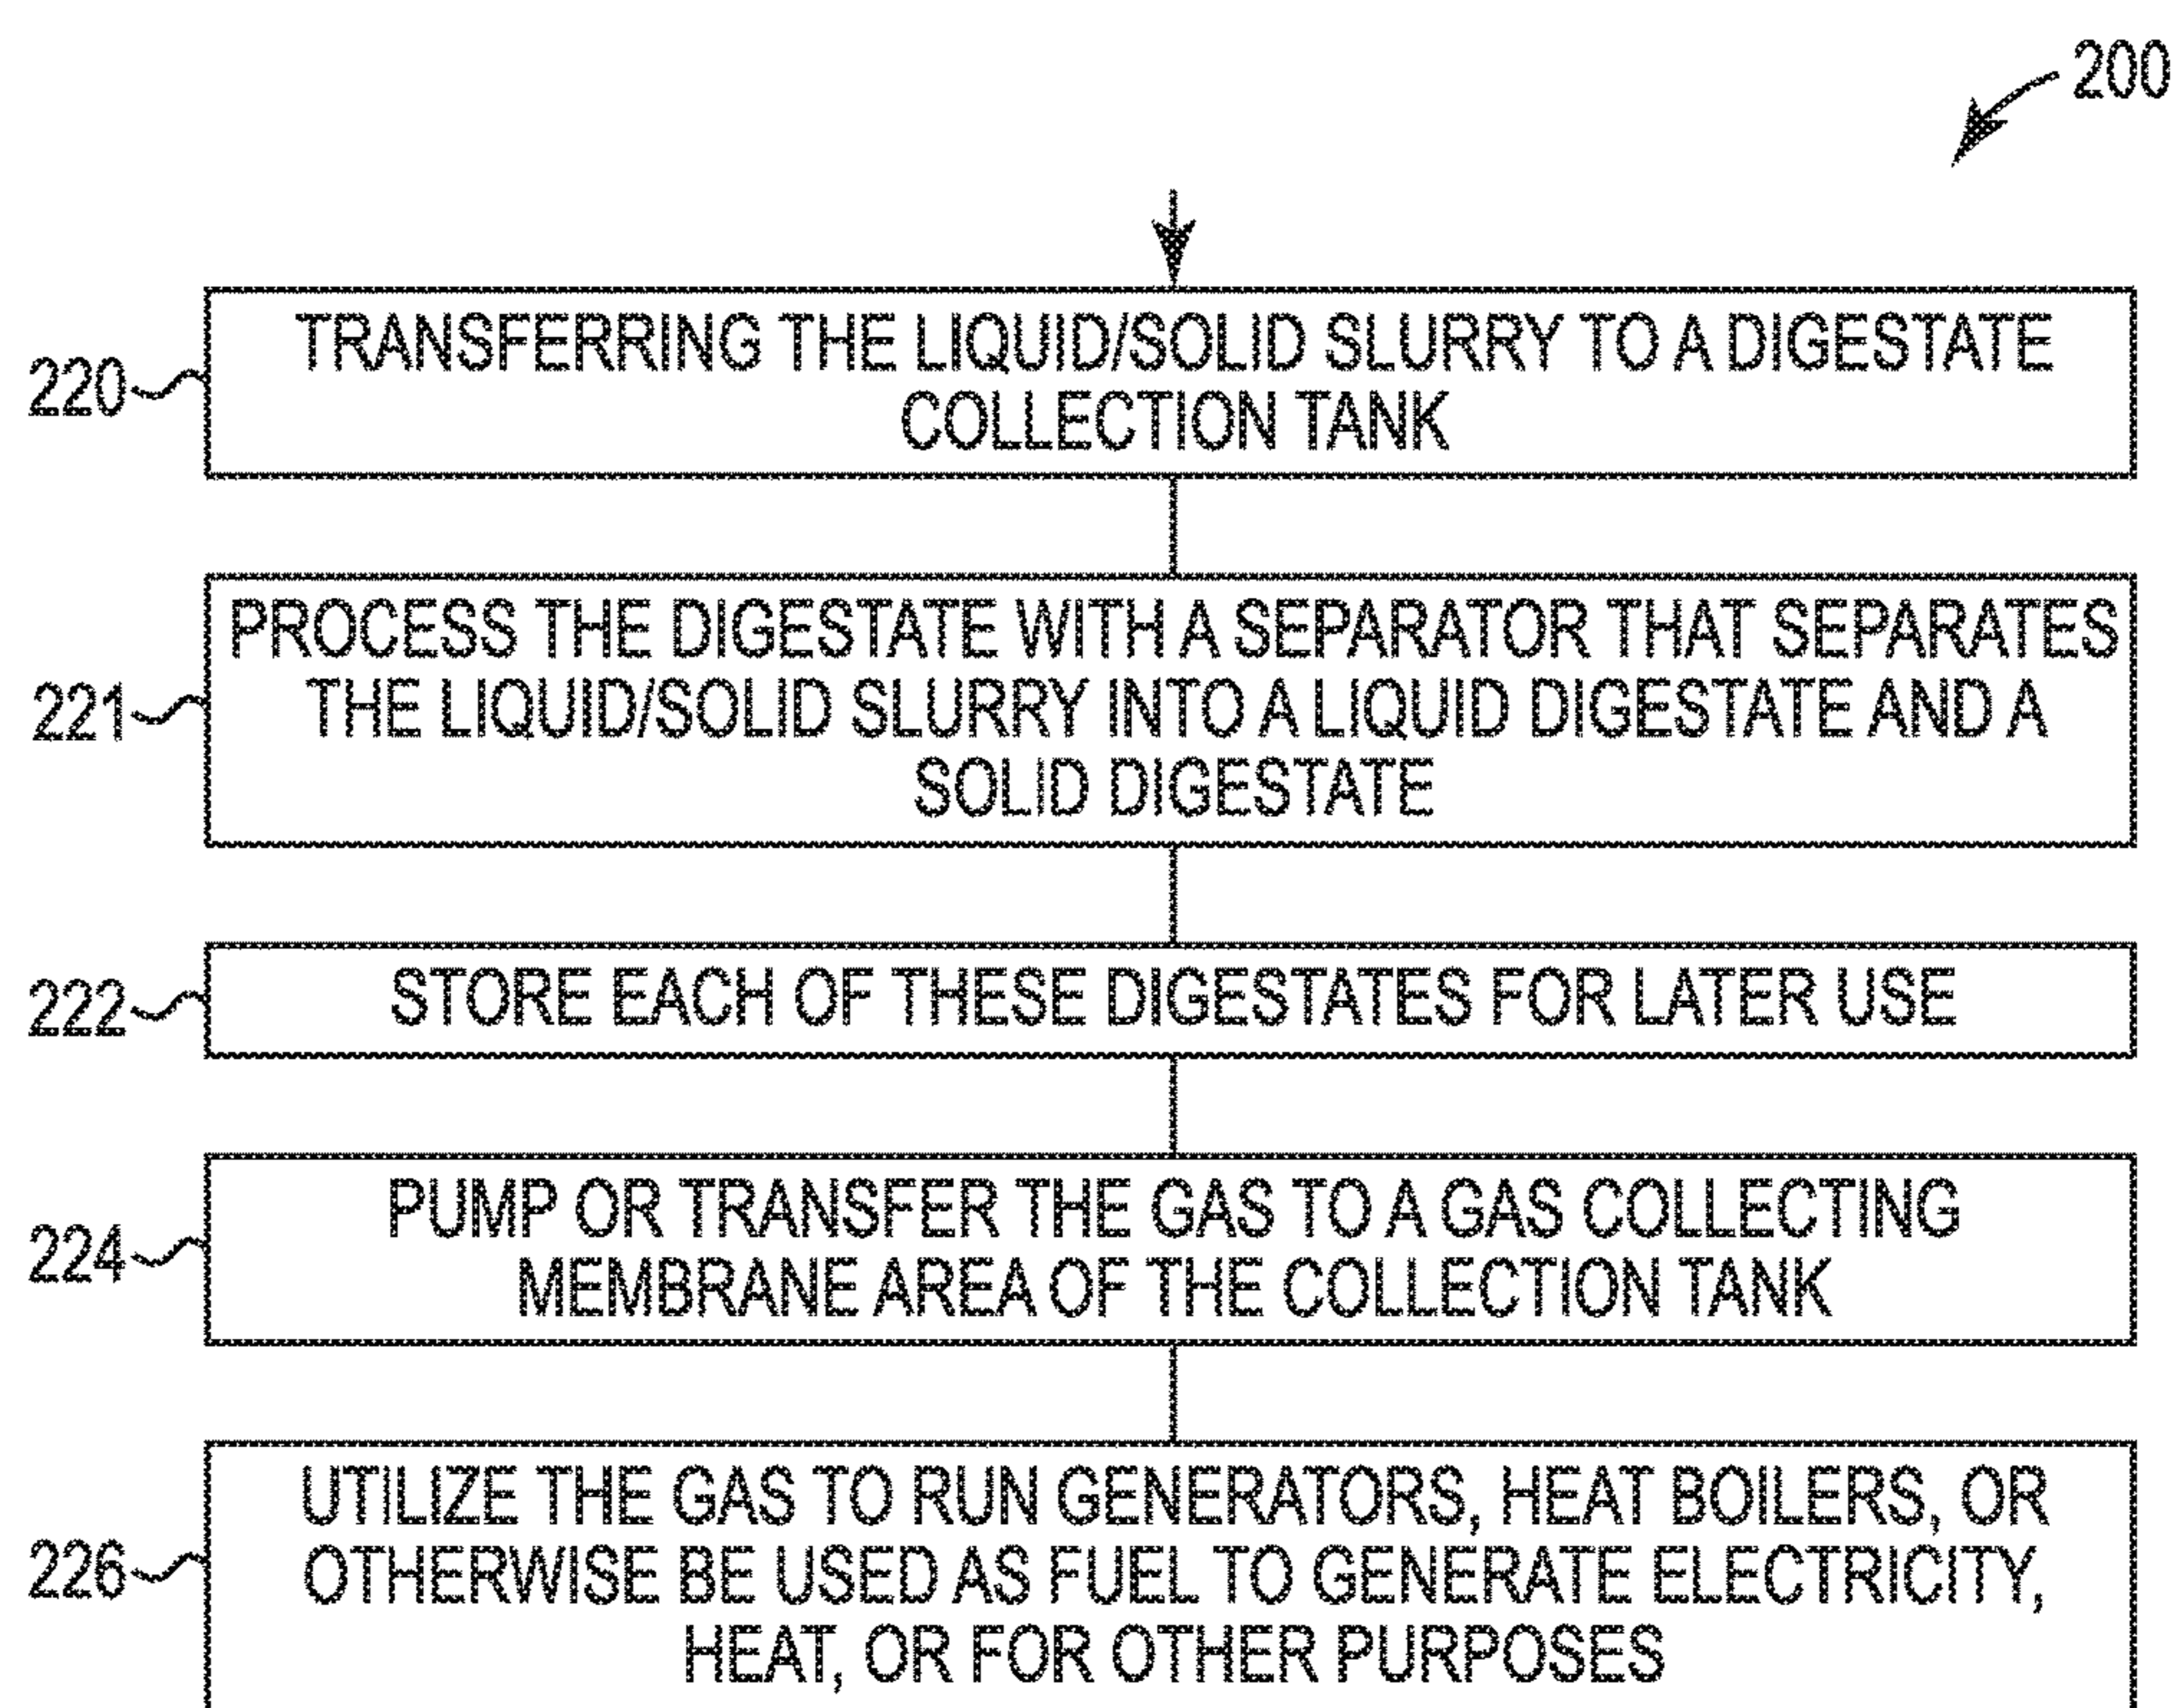 200
220
TRANSFERRING THE LIQUID/SOLID SLURRY TO A DIGESTATE
COLLECTION TANK
221
PROCESS THE DIGESTATE WITH A SEPARATOR THAT SEPARATES
THE LIQUID/SOLID SLURRY INTO A LIQUID DIGESTATE AND A
SOLID DIGESTATE
222
STORE EACH OF THESE DIGESTATES FOR LATER USE
224
PUMP OR TRANSFER THE GAS TO A GAS COLLECTING
MEMBRANE AREA OF THE COLLECTION TANK
226
UTILIZE THE GAS TO RUN GENERATORS, HEAT BOILERS, OR
OTHERWISE BE USED AS FUEL TO GENERATE ELECTRICITY,
HEAT, OR FOR OTHER PURPOSES